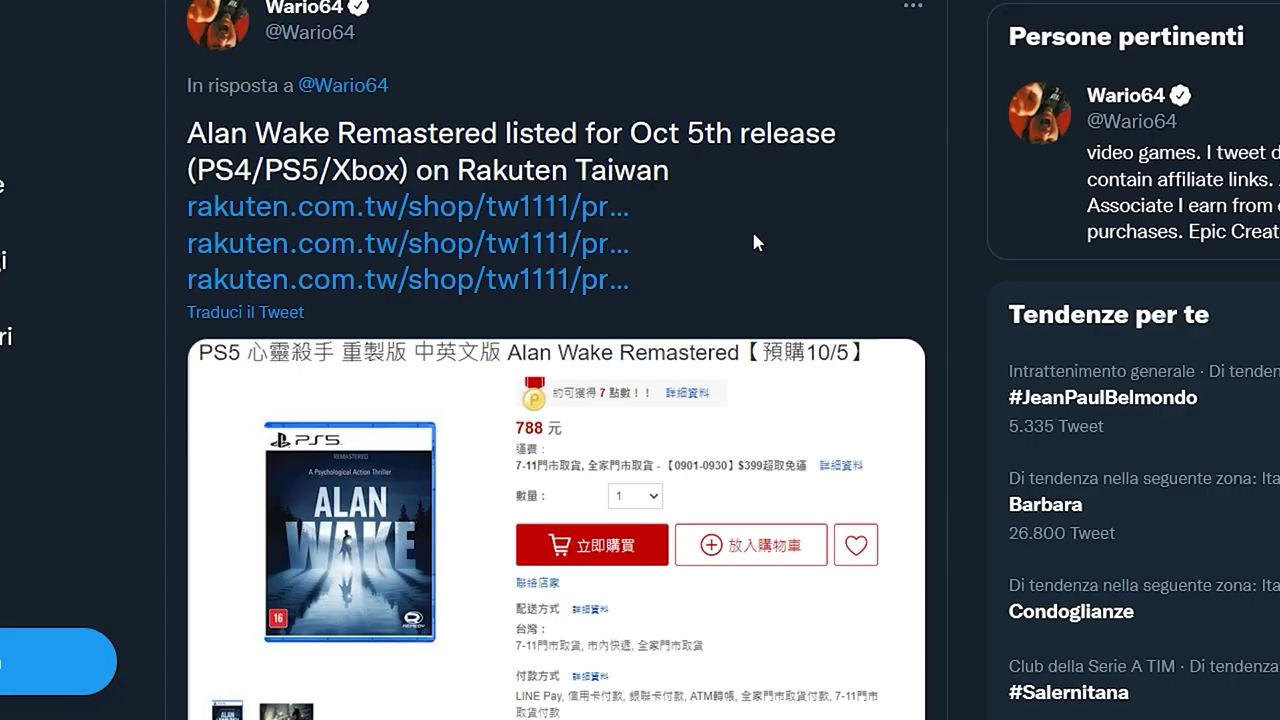 Wario64
@Wario64
In risposta a @Wario64
Alan Wake Remastered listed for Oct 5th release
(PS4/PS5/Xbox) on Rakuten Taiwan
rakuten.com.tw/shop/tw1111/pr...
rakuten.com.tw/shop/tw1111/pr...
rakuten.com.tw/shop/tw1111/pr...
Traduci il Tweet
PS5 心靈殺手 重製版 中英文版 Alan Wake Remastered【預購10/5】
約可獲得 7 點數！！ 詳細資料
788 元
運費：
7-11門市取貨, 全家門市取貨 - 【0901-0930】$399超取免運 詳細資料
數量： 1
立即購買
放入購物車
聯絡店家
配送方式 詳細資料
台灣：
7-11門市取貨, 市內快遞, 全家門市取貨
付款方式 詳細資料
LINE Pay, 信用卡付款, 銀聯卡付款, ATM轉帳, 全家門市取貨付款, 7-11門市
取貨付款
PS5
REMASTERED
A Psychological Action Thriller
ALAN
WAKE
16
REMEDY
ALAN
Persone pertinenti
Wario64
@Wario64
video games. I tweet d
contain affiliate links.
Associate I earn from
purchases. Epic Creat
Tendenze per te
Intrattenimento generale · Di tenden
#JeanPaulBelmondo
5.335 Tweet
Di tendenza nella seguente zona: Ita
Barbara
26.800 Tweet
Di tendenza nella seguente zona: Ita
Condoglianze
Club della Serie A TIM · Di tendenza
#Salernitana